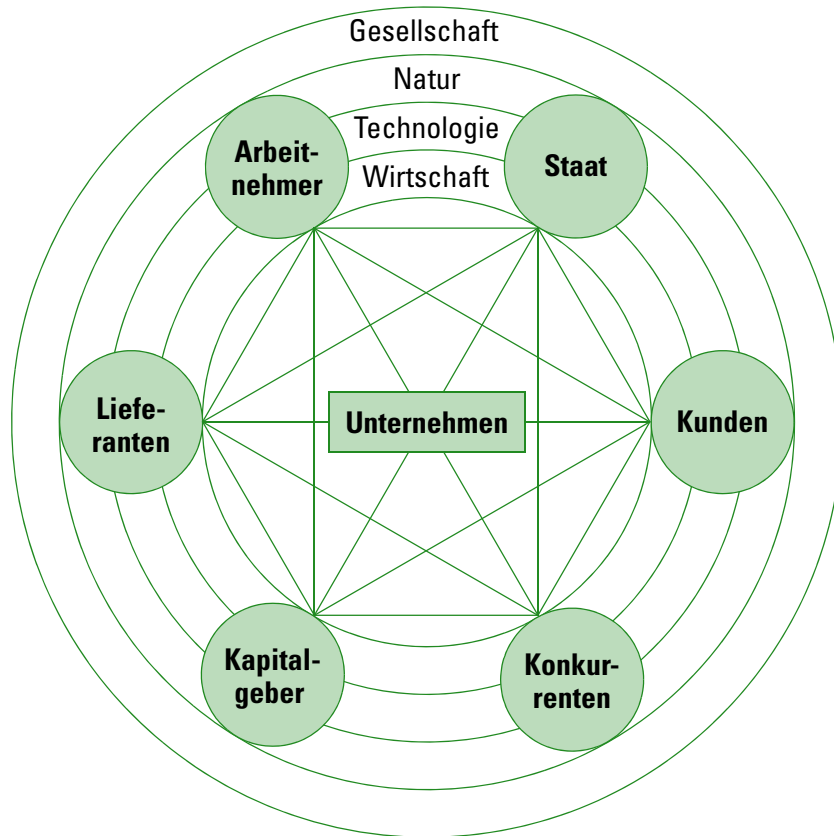 Gesellschaft
Natur
Technologie
Wirtschaft
Arbeit-
nehmer
Staat
Liefe-
ranten
Unternehmen
Kunden
Kapital-
geber
Konkur-
renten